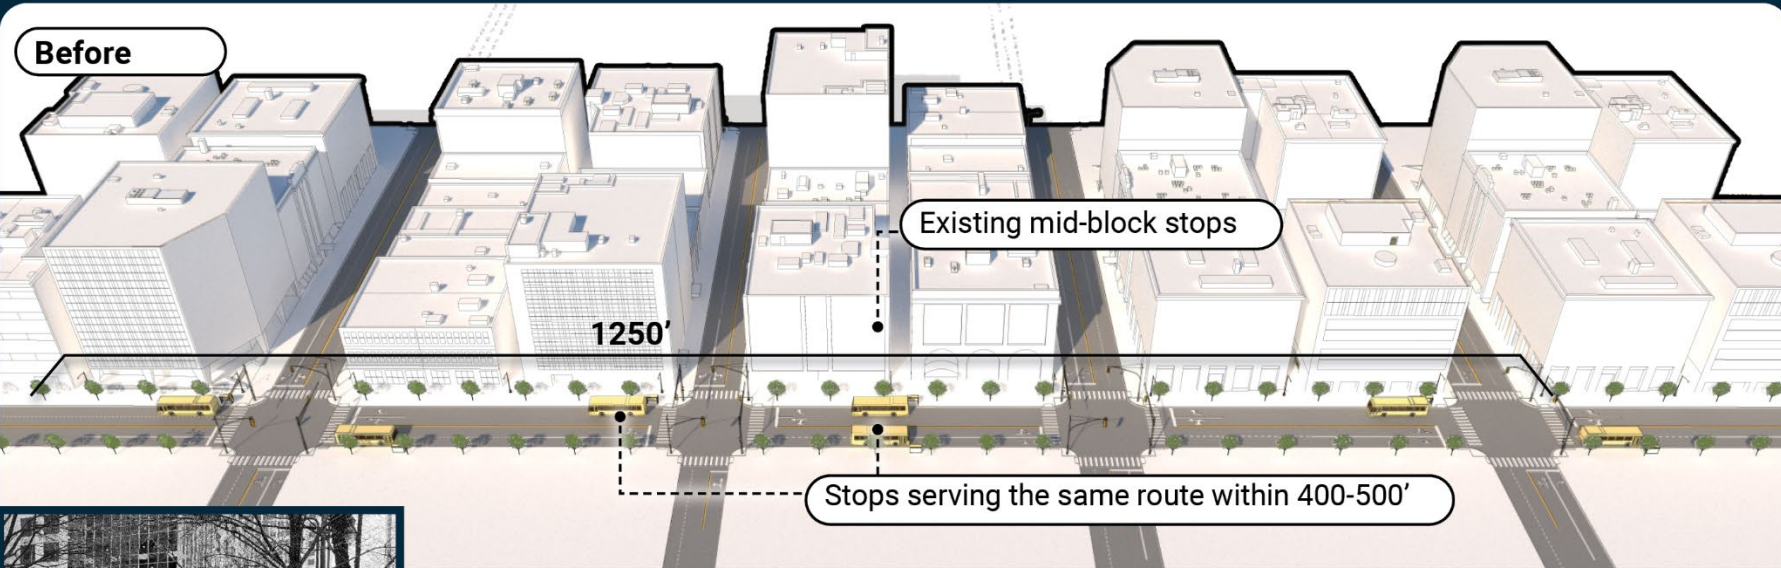 Before
Existing mid-block stops
1250’
Stops serving the same route within 400-500’